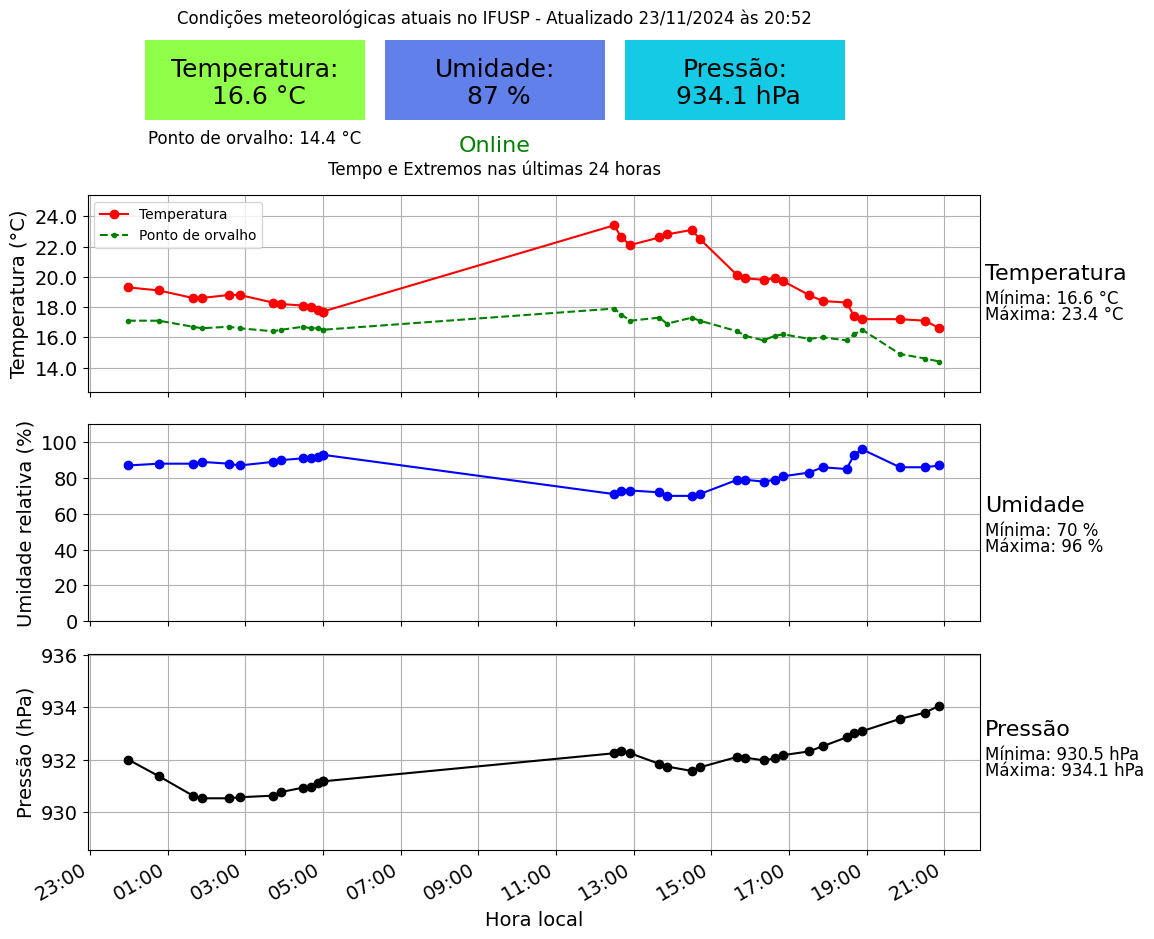 Condições meteorológicas atuais no IFUSP - Atualizado 23/11/2024 às 20:52
Temperatura:
16.6 °C
Umidade:
87 %
Pressão:
934.1 hPa
Ponto de orvalho: 14.4 °C
Online
Tempo e Extremos nas últimas 24 horas
Temperatura (°C)
24.0
22.0
20.0
18.0
16.0
14.0
Temperatura
Ponto de orvalho
Temperatura
Mínima: 16.6 °C
Máxima: 23.4 °C
Umidade relativa (%)
100
80
60
40
20
0
Umidade
Mínima: 70 %
Máxima: 96 %
Pressão (hPa)
936
934
932
930
Pressão
Mínima: 930.5 hPa
Máxima: 934.1 hPa
23:00
01:00
03:00
05:00
07:00
09:00
11:00
13:00
15:00
17:00
19:00
21:00
Hora local